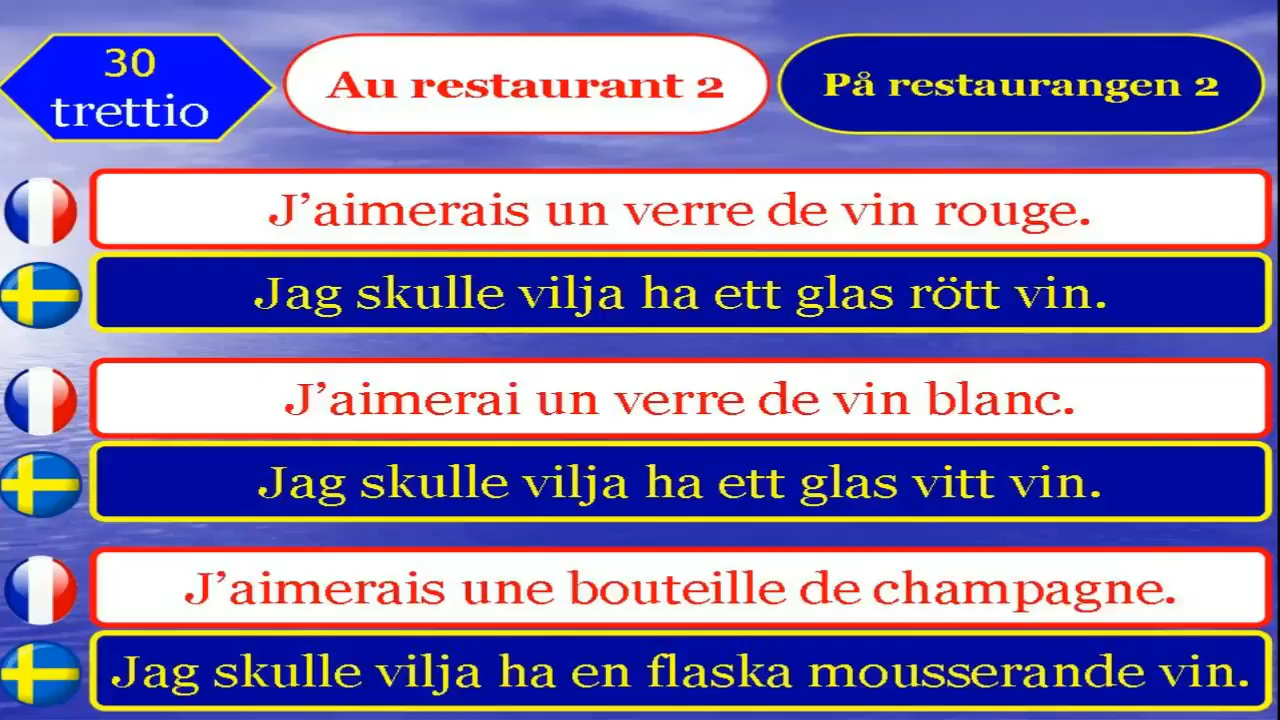 30
trettio
Au restaurant 2
På restaurangen 2
J’aimerais un verre de vin rouge.
Jag skulle vilja ha ett glas rött vin.
J’aimerai un verre de vin blanc.
Jag skulle vilja ha ett glas vitt vin.
J’aimerais une bouteille de champagne.
Jag skulle vilja ha en flaska mousserande vin.